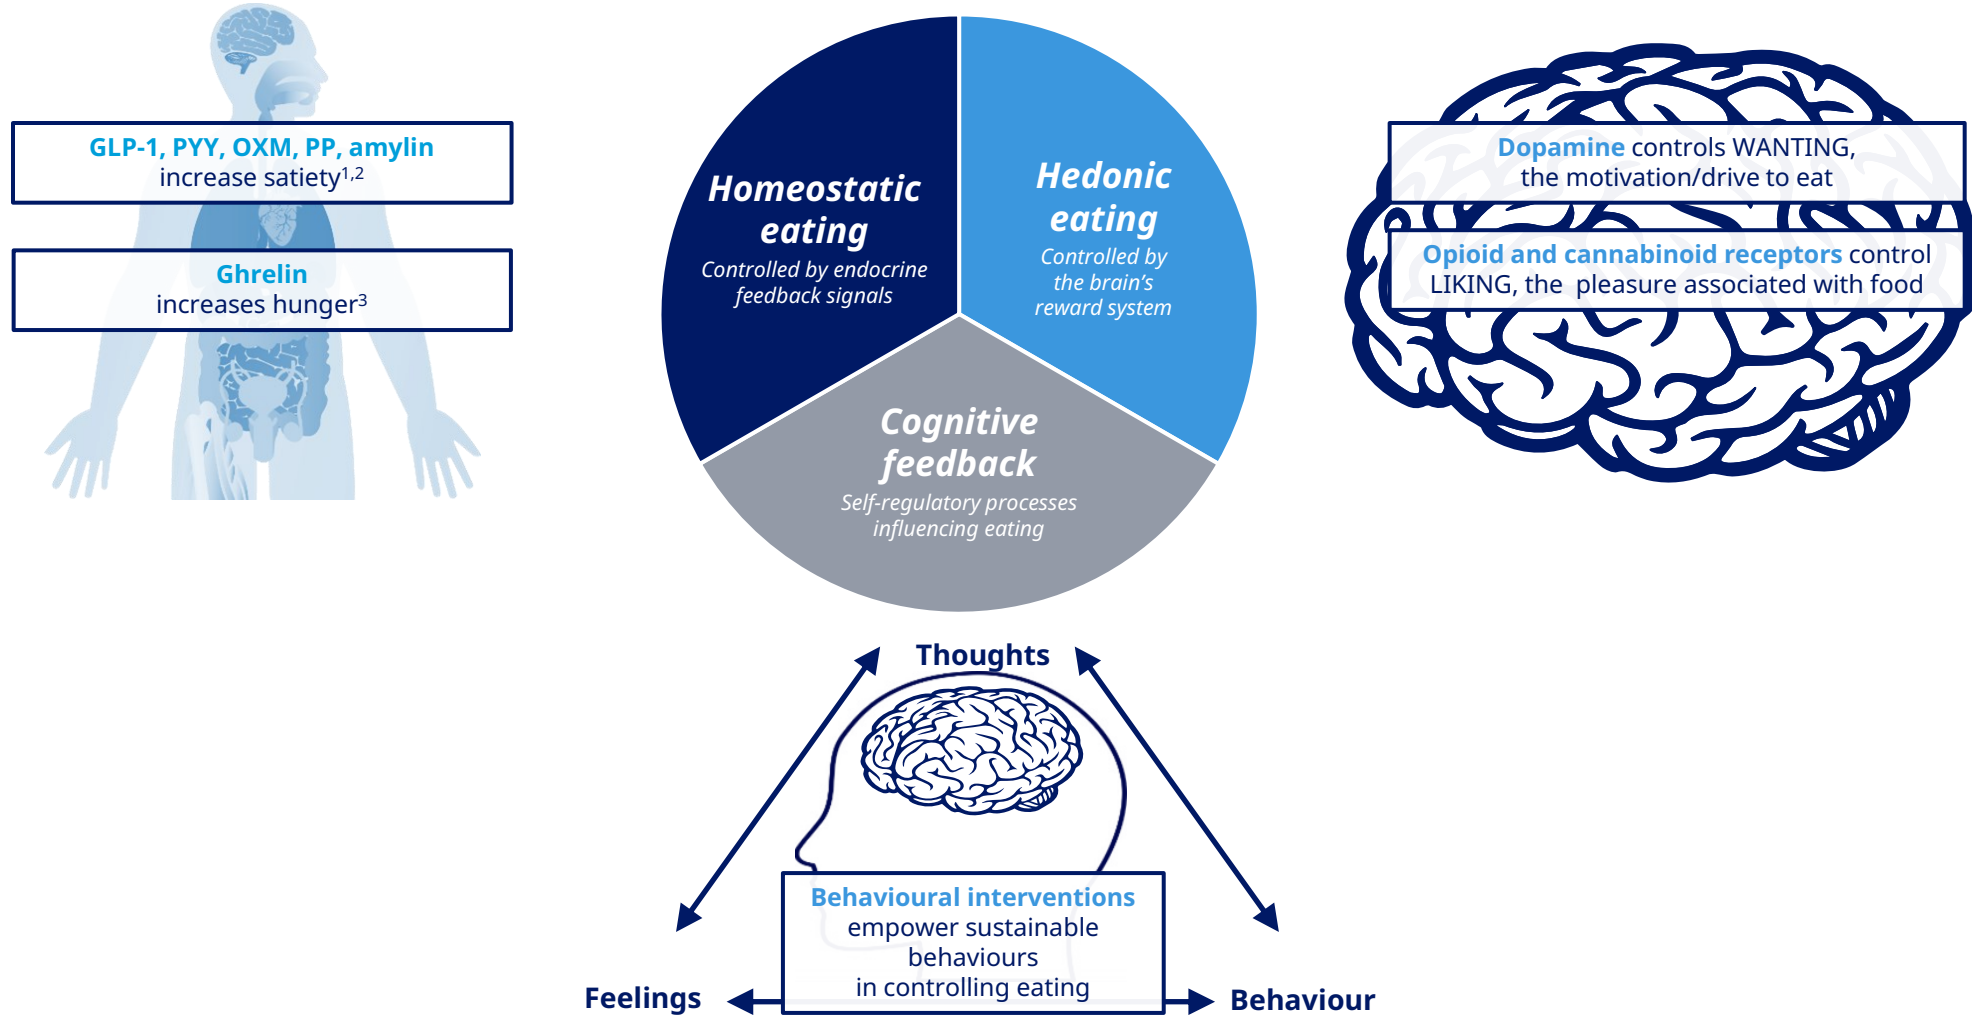 GLP-1, PYY, OXM, PP, amylin
increase satiety1,2
Ghrelin
increases hunger3
Homeostatic
eating
Controlled by endocrine
feedback signals
Hedonic
eating
Controlled by
the brain’s
reward system
Cognitive
feedback
Self-regulatory processes
influencing eating
Dopamine controls WANTING,
the motivation/drive to eat
Opioid and cannabinoid receptors control
LIKING, the pleasure associated with food
Thoughts
Behavioural interventions
empower sustainable
behaviours
in controlling eating
Feelings
Behaviour